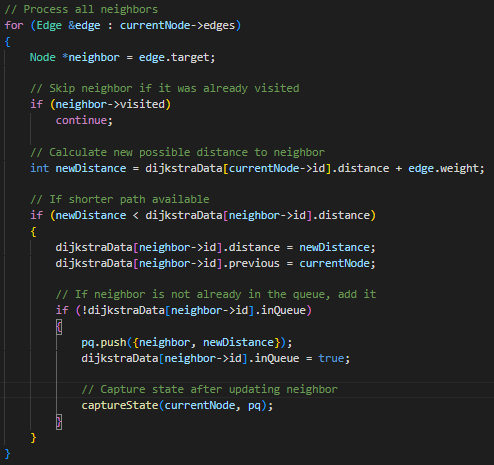 // Process all neighbors
for (Edge &edge : currentNode->edges)
{
    Node *neighbor = edge.target;

    // Skip neighbor if it was already visited
    if (neighbor->visited)
        continue;

    // Calculate new possible distance to neighbor
    int newDistance = dijkstraData[currentNode->id].distance + edge.weight;

    // If shorter path available
    if (newDistance < dijkstraData[neighbor->id].distance)
    {
        dijkstraData[neighbor->id].distance = newDistance;
        dijkstraData[neighbor->id].previous = currentNode;

        // If neighbor is not already in the queue, add it
        if (!dijkstraData[neighbor->id].inQueue)
        {
            pq.push({neighbor, newDistance});
            dijkstraData[neighbor->id].inQueue = true;

            // Capture state after updating neighbor
            captureState(currentNode, pq);
        }
    }
}